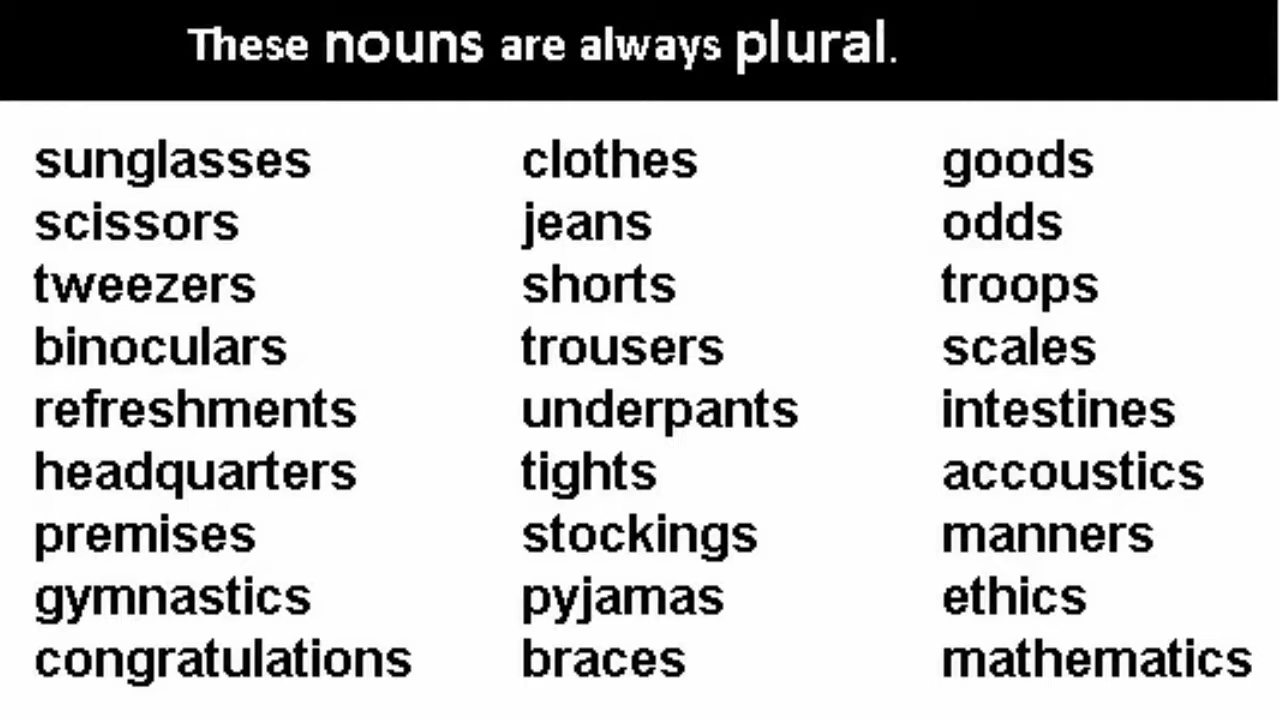 These nouns are always plural.
sunglasses
scissors
tweezers
binoculars
refreshments
headquarters
premises
gymnastics
congratulations
clothes
jeans
shorts
trousers
underpants
tights
stockings
pyjamas
braces
goods
odds
troops
scales
intestines
accoustics
manners
ethics
mathematics